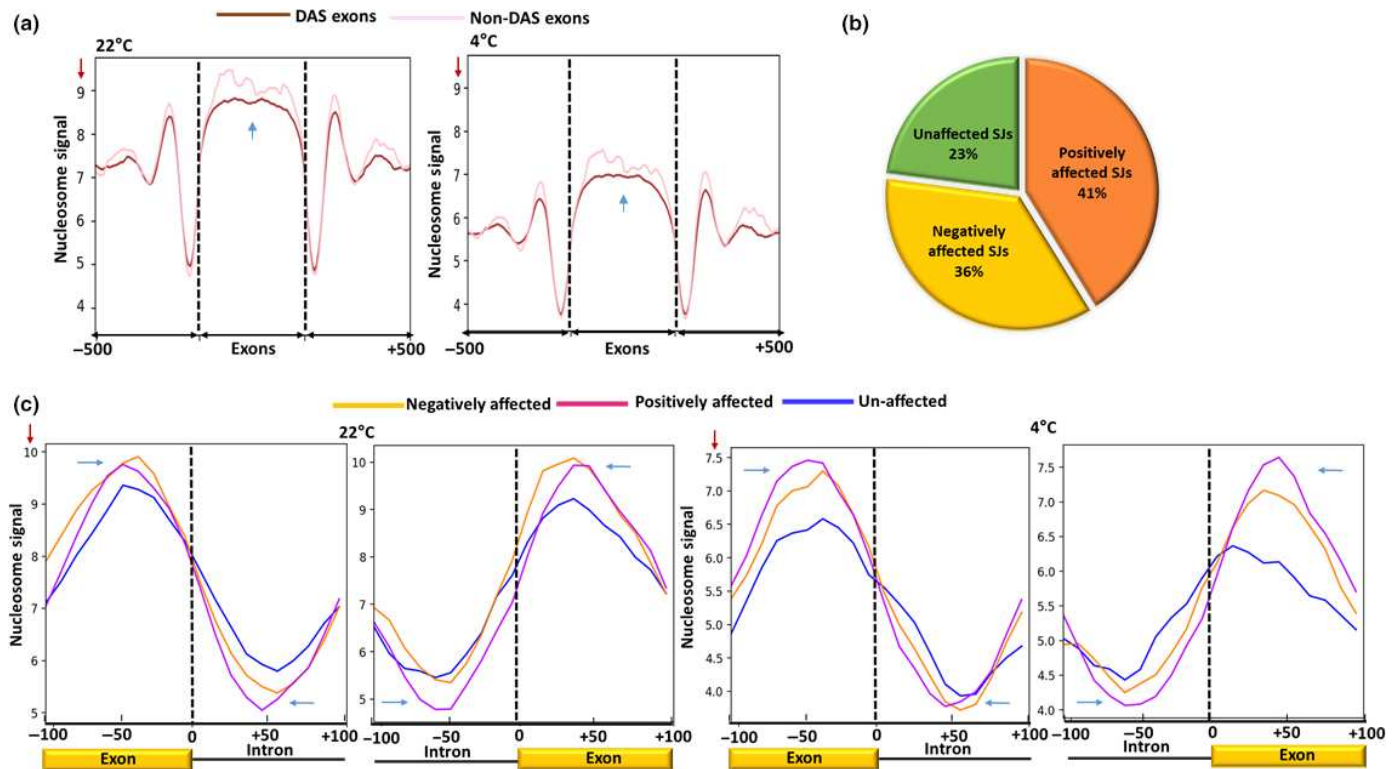 (a)
DAS exons
Non-DAS exons
22°C
4°C
Nucleosome signal
9
8
7
6
5
4
−500
Exons
+500
9
8
7
6
5
4
−500
Exons
+500
(b)
Unaffected SJs
23%
Positively
affected SJs
41%
Negatively
affected SJs
36%
(c)
Negatively affected
Positively affected
Un-affected
22°C
4°C
Nucleosome signal
10
9
8
7
6
5
−100
−50
0
+50
+100
Exon
Intron
10
9
8
7
6
5
−100
−50
0
+50
+100
Intron
Exon
Nucleosome signal
7.5
7.0
6.5
6.0
5.5
5.0
4.5
4.0
−100
−50
0
+50
+100
Exon
Intron
7.5
7.0
6.5
6.0
5.5
5.0
4.5
4.0
−100
−50
0
+50
+100
Intron
Exon